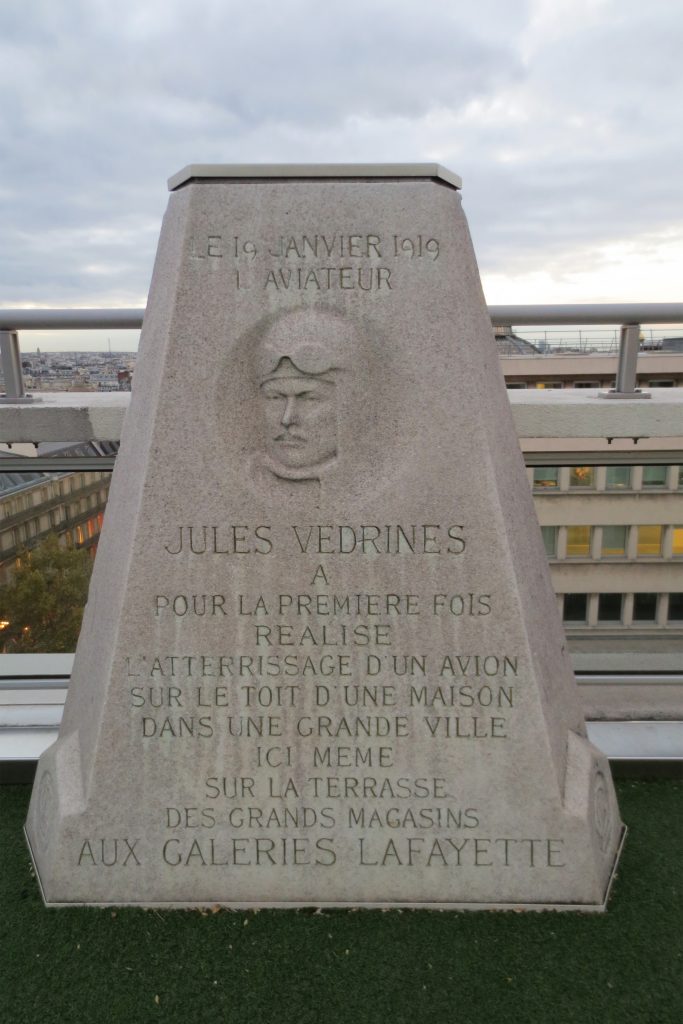 LE 19 JANVIER 1919
L'AVIATEUR
JULES VEDRINES
A
POUR LA PREMIERE FOIS
REALISE
L'ATTERRISSAGE D'UN AVION
SUR LE TOIT D'UNE MAISON
DANS UNE GRANDE VILLE
ICI MEME
SUR LA TERRASSE
DES GRANDS MAGASINS
AUX GALERIES LAFAYETTE